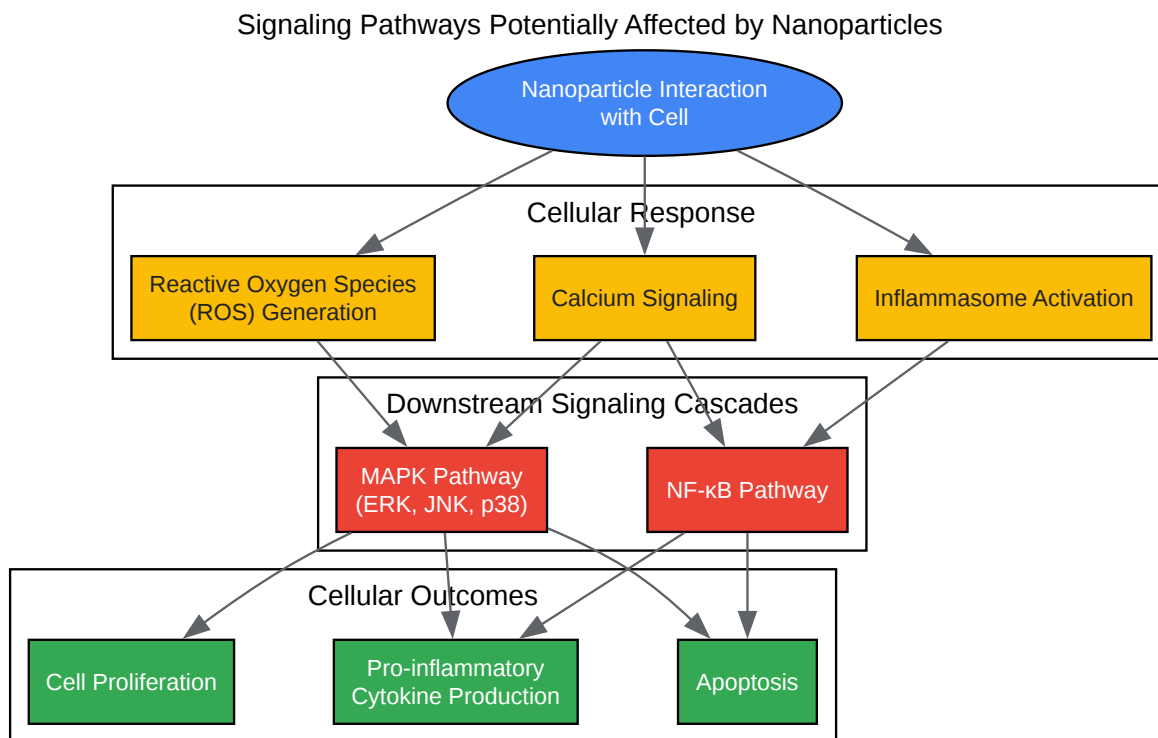 Signaling Pathways Potentially Affected by Nanoparticles
Nanoparticle Interaction
with Cell
Cellular Response
Reactive Oxygen Species
(ROS) Generation
Calcium Signaling
Inflammasome Activation
Downstream Signaling Cascades
MAPK Pathway
(ERK, JNK, p38)
NF-κB Pathway
Cellular Outcomes
Cell Proliferation
Pro-inflammatory
Cytokine Production
Apoptosis